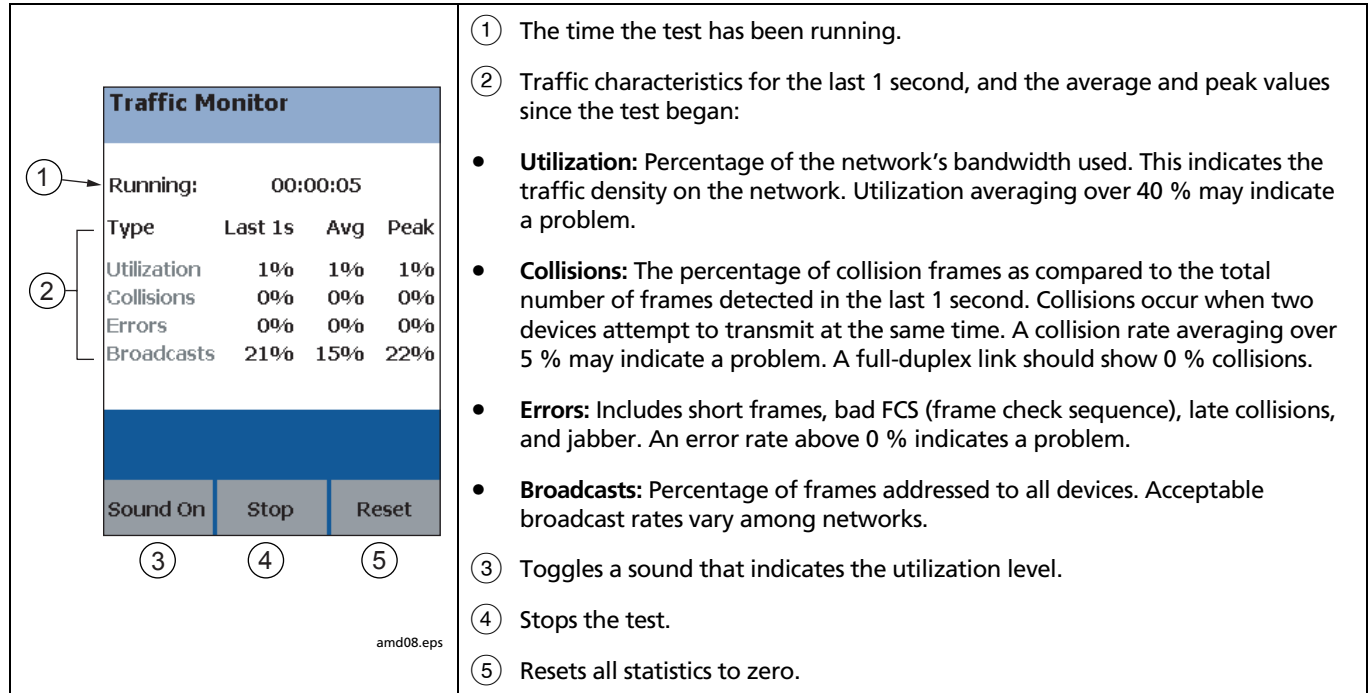 Traffic Monitor
1
Running: 00:00:05
Type Last 1s Avg Peak
2
Utilization 1% 1% 1%
Collisions 0% 0% 0%
Errors 0% 0% 0%
Broadcasts 21% 15% 22%
Sound On Stop Reset
3 4 5
amd08.eps
1 The time the test has been running.
2 Traffic characteristics for the last 1 second, and the average and peak values
since the test began:
• Utilization: Percentage of the network’s bandwidth used. This indicates the
traffic density on the network. Utilization averaging over 40 % may indicate
a problem.
• Collisions: The percentage of collision frames as compared to the total
number of frames detected in the last 1 second. Collisions occur when two
devices attempt to transmit at the same time. A collision rate averaging over
5 % may indicate a problem. A full-duplex link should show 0 % collisions.
• Errors: Includes short frames, bad FCS (frame check sequence), late collisions,
and jabber. An error rate above 0 % indicates a problem.
• Broadcasts: Percentage of frames addressed to all devices. Acceptable
broadcast rates vary among networks.
3 Toggles a sound that indicates the utilization level.
4 Stops the test.
5 Resets all statistics to zero.